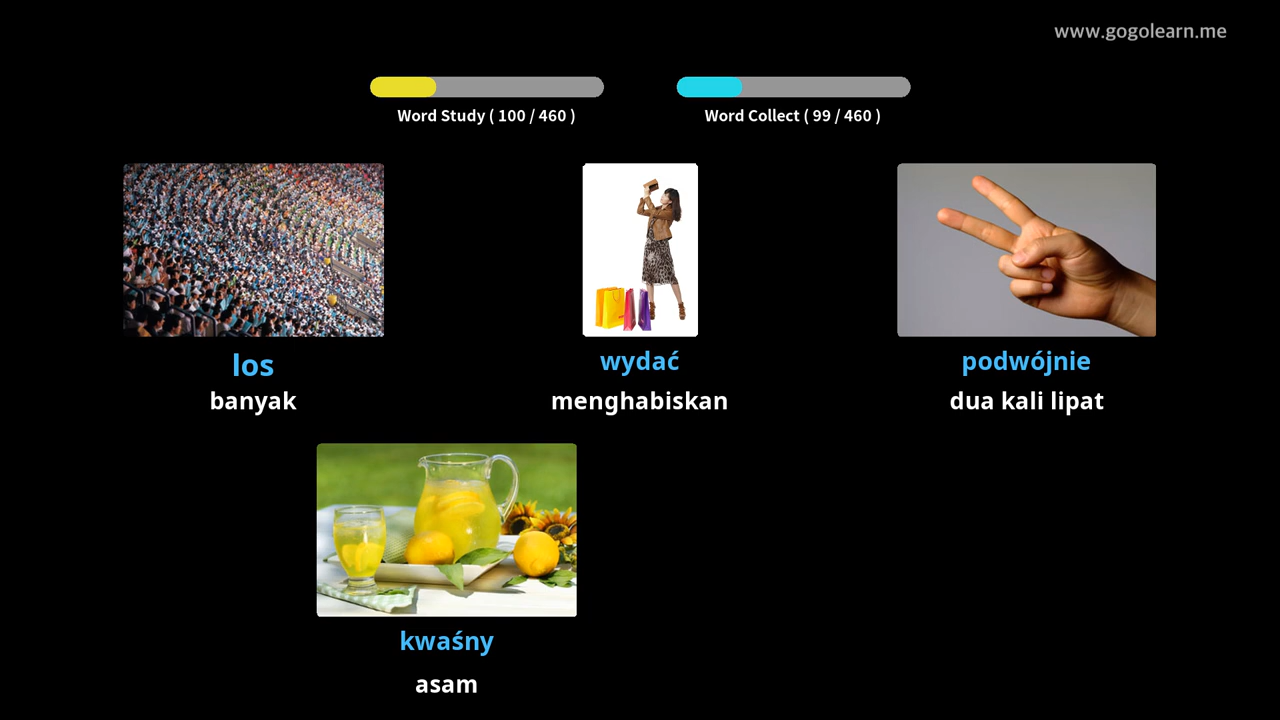 www.gogolearn.me
Word Study ( 100 / 460 )
Word Collect ( 99 / 460 )
los
banyak
wydać
menghabiskan
podwójnie
dua kali lipat
kwaśny
asam